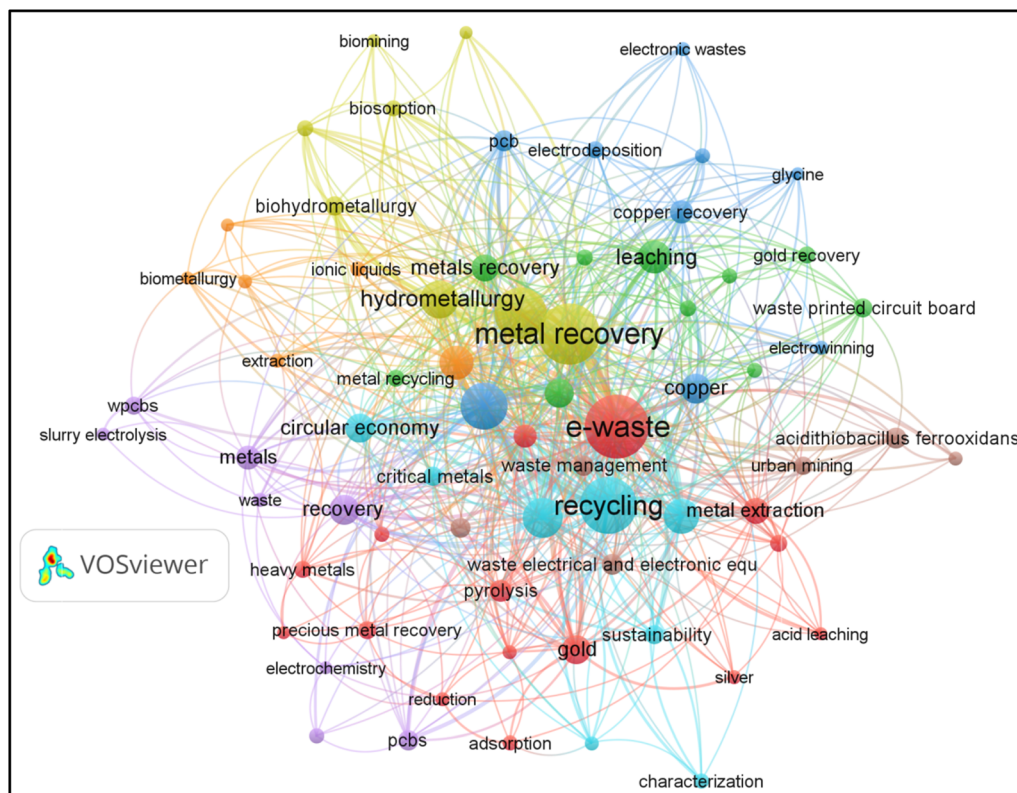 biomining
electronic wastes
biosorption
pcb
electrodeposition
glycine
biohydrometallurgy
copper recovery
leaching
gold recovery
ionic liquids
metals recovery
biometallurgy
hydrometallurgy
waste printed circuit board
metal recovery
electrowinning
extraction
metal recycling
copper
wpcbs
circular economy
e-waste
slurry electrolysis
acidithiobacillus ferrooxidans
metals
waste management
urban mining
critical metals
waste
recovery
recycling
metal extraction
VOSviewer
heavy metals
waste electrical and electronic equ
pyrolysis
precious metal recovery
sustainability
acid leaching
gold
electrochemistry
silver
reduction
pcbs
adsorption
characterization